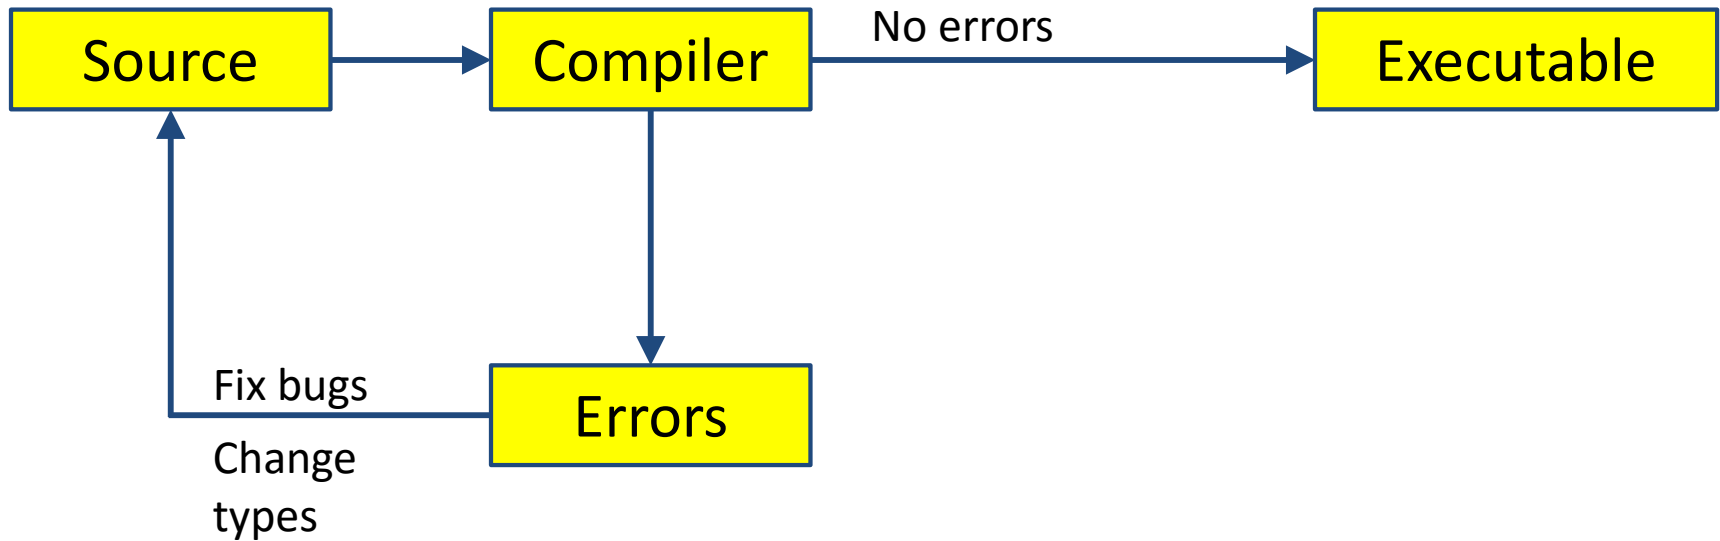 Source
Compiler
No errors
Executable
Fix bugs
Errors
Change
types